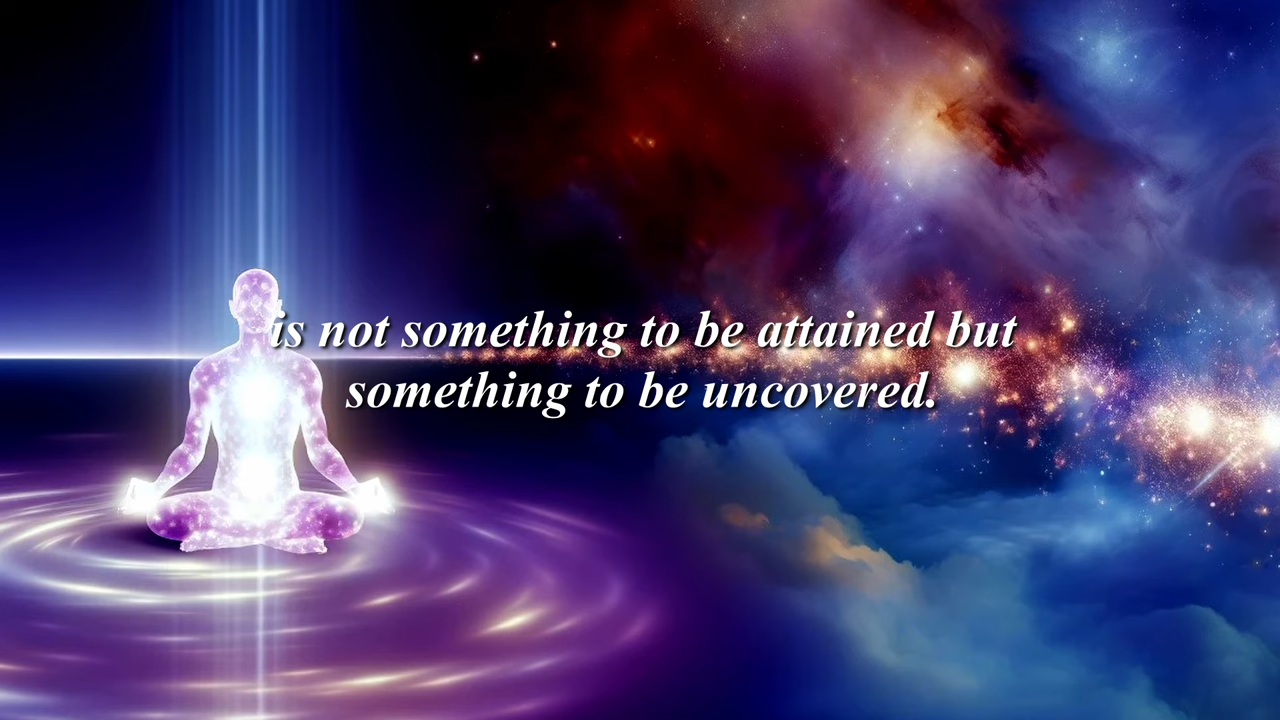 is not something to be attained but
something to be uncovered.